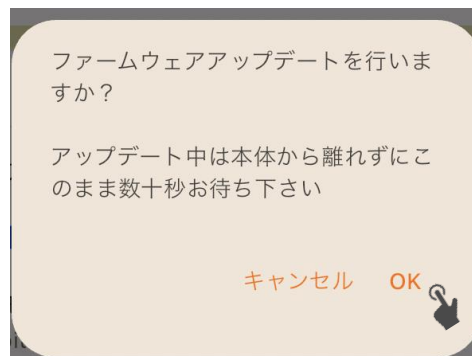 ファームウェアアップデートを行いま
すか？
アップデート中は本体から離れずにこ
のまま数十秒お待ち下さい
キャンセル OK